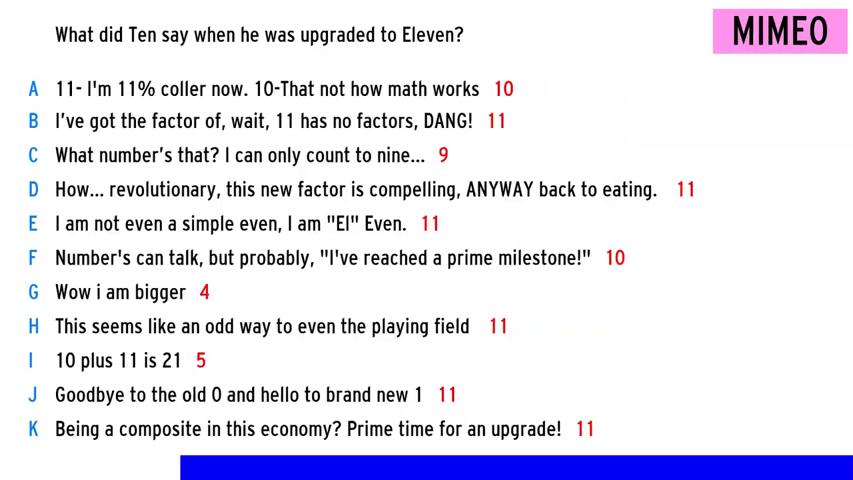 What did Ten say when he was upgraded to Eleven?
MIMEO
A 11- I'm 11% coller now. 10-That not how math works 10
B I've got the factor of, wait, 11 has no factors, DANG! 11
C What number's that? I can only count to nine... 9
D How... revolutionary, this new factor is compelling, ANYWAY back to eating. 11
E I am not even a simple even, I am "El" Even. 11
F Number's can talk, but probably, "I've reached a prime milestone!" 10
G Wow i am bigger 4
H This seems like an odd way to even the playing field 11
I 10 plus 11 is 21 5
J Goodbye to the old 0 and hello to brand new 1 11
K Being a composite in this economy? Prime time for an upgrade! 11